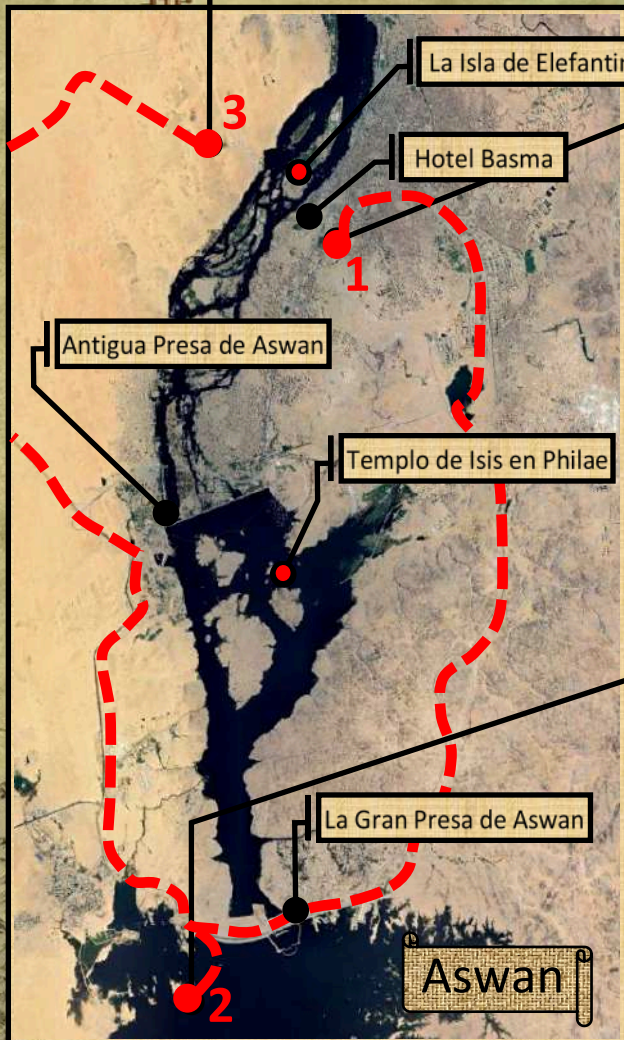 La Isla de
3
Hotel Basma
1
Antigua Presa de Aswan
Templo de Isis en Philae
La Gran Presa de Aswan
Aswan
2